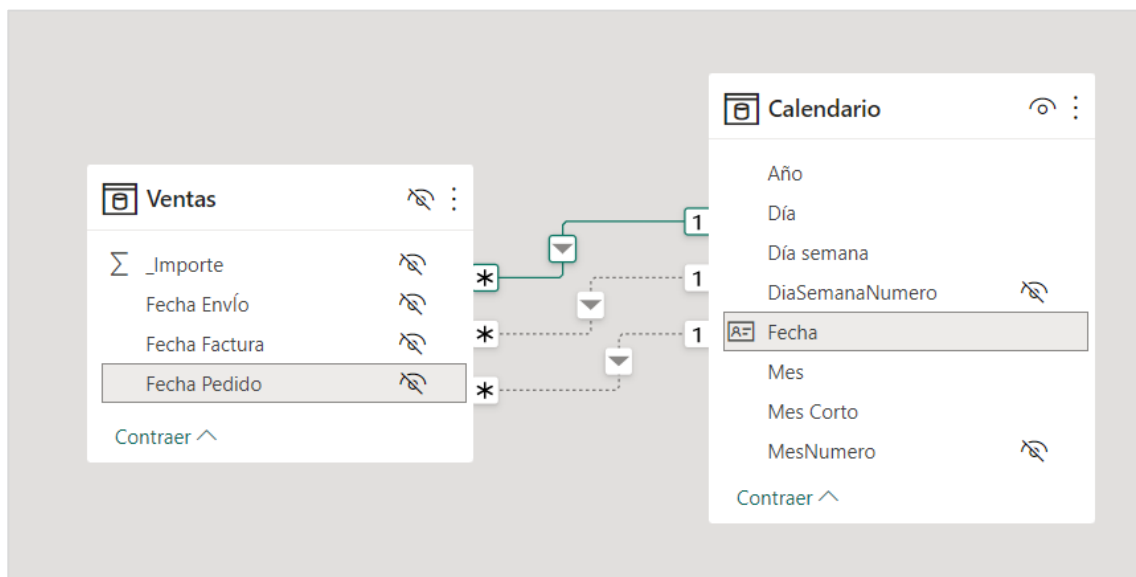 Ventas
_Importe
Fecha EnvÍo
Fecha Factura
Fecha Pedido
Contraer
*
*
*
1
1
1
Calendario
Año
Día
Día semana
DiaSemanaNumero
Fecha
Mes
Mes Corto
MesNumero
Contraer